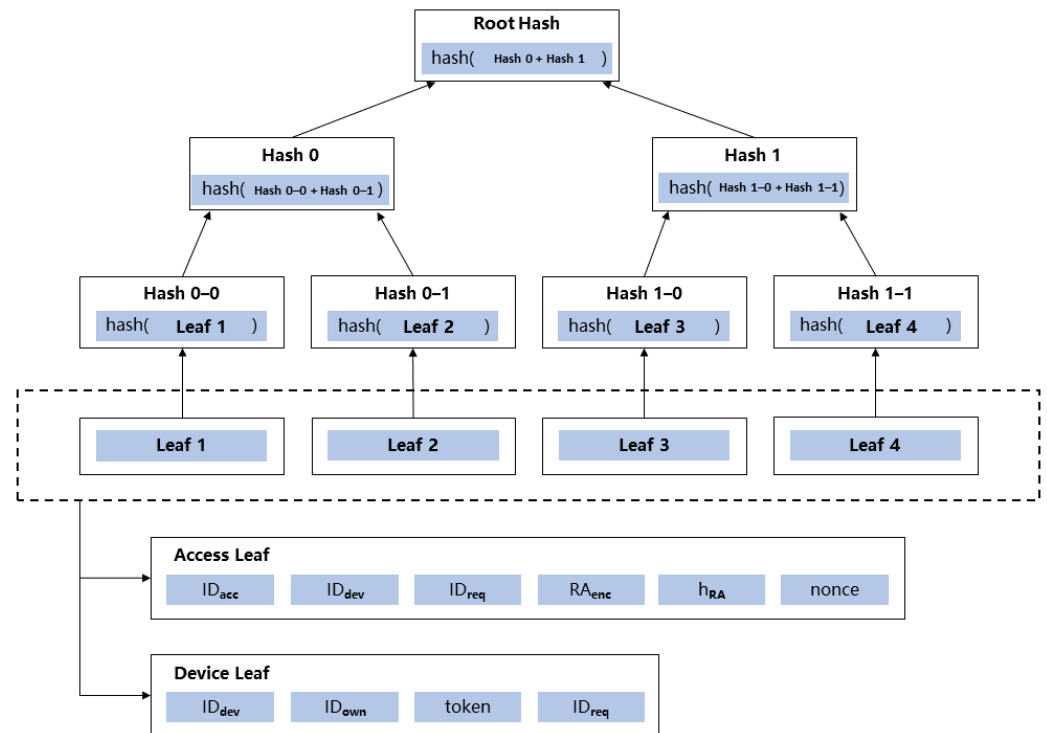 Root Hash
hash( Hash 0 + Hash 1 )
Hash 0
hash( Hash 0–0 + Hash 0–1 )
Hash 1
hash( Hash 1–0 + Hash 1–1 )
Hash 0–0
hash( Leaf 1 )
Hash 0–1
hash( Leaf 2 )
Hash 1–0
hash( Leaf 3 )
Hash 1–1
hash( Leaf 4 )
Leaf 1
Leaf 2
Leaf 3
Leaf 4
Access Leaf
IDacc IDdev IDreq RAenc hRA nonce
Device Leaf
IDdev IDown token IDreq